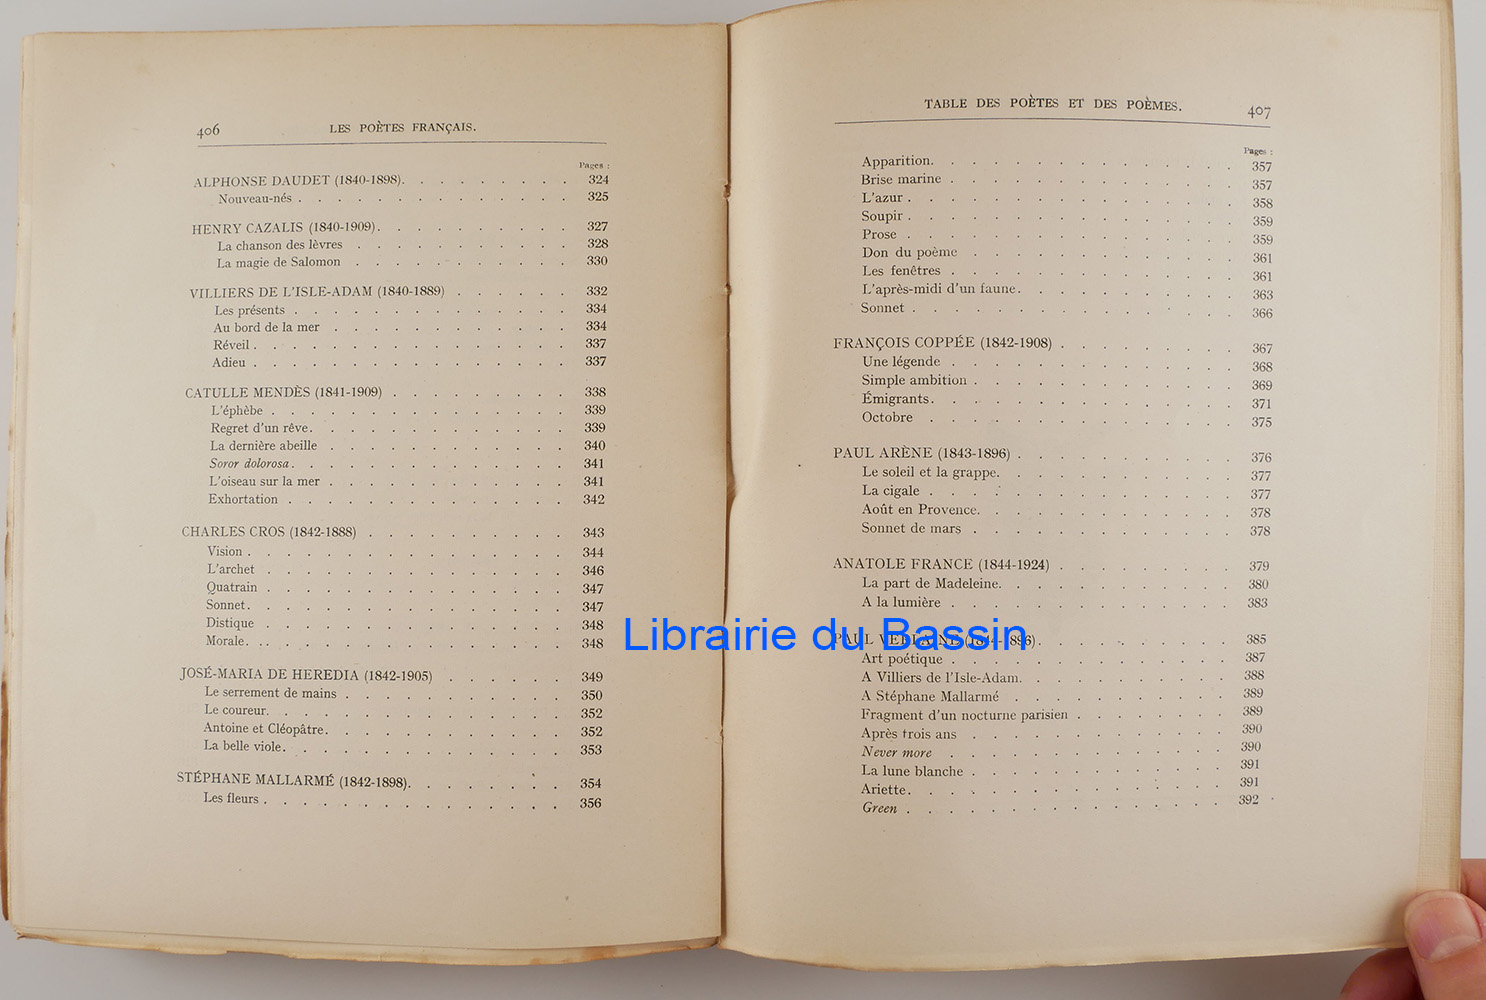 406
LES POÈTES FRANÇAIS.
Pages :
ALPHONSE DAUDET (1840-1898). . . . . . . . 324
Nouveau-nés . . . . . . . . . . . . 325
HENRY CAZALIS (1840-1909). . . . . . . . . 327
La chanson des lèvres . . . . . . . . . 328
La magie de Salomon . . . . . . . . . 330
VILLIERS DE L'ISLE-ADAM (1840-1889) . . . . . . 332
Les présents . . . . . . . . . . . . 334
Au bord de la mer . . . . . . . . . . 334
Réveil . . . . . . . . . . . . . 337
Adieu . . . . . . . . . . . . . 337
CATULLE MENDÈS (1841-1909) . . . . . . . . 338
L'éphèbe . . . . . . . . . . . . 339
Regret d'un rêve. . . . . . . . . . . 339
La dernière abeille . . . . . . . . . . 340
Soror dolorosa . . . . . . . . . . . . 341
L'oiseau sur la mer . . . . . . . . . . 341
Exhortation . . . . . . . . . . . . 342
CHARLES CROS (1842-1888) . . . . . . . . . 343
Vision . . . . . . . . . . . . . . 344
L'archet . . . . . . . . . . . . . 346
Quatrain . . . . . . . . . . . . . 347
Sonnet. . . . . . . . . . . . . . 347
Distique . . . . . . . . . . . . . 348
Morale. . . . . . . . . . . . . . 348
JOSÉ-MARIA DE HEREDIA (1842-1905) . . . . . . 349
Le serrement de mains . . . . . . . . . 350
Le coureur. . . . . . . . . . . . . 352
Antoine et Cléopâtre. . . . . . . . . . 352
La belle viole. . . . . . . . . . . . 353
STÉPHANE MALLARMÉ (1842-1898). . . . . . . 354
Les fleurs . . . . . . . . . . . . . 356
TABLE DES POÈTES ET DES POÈMES.
407
Pages :
Apparition. . . . . . . . . . . . . . 357
Brise marine . . . . . . . . . . . . . 357
L'azur . . . . . . . . . . . . . . . 358
Soupir . . . . . . . . . . . . . . . 359
Prose . . . . . . . . . . . . . . . 359
Don du poème . . . . . . . . . . . . 361
Les fenêtres . . . . . . . . . . . . . 361
L'après-midi d'un faune. . . . . . . . . . 363
Sonnet . . . . . . . . . . . . . . . 366
FRANÇOIS COPPÉE (1842-1908) . . . . . . . . 367
Une légende . . . . . . . . . . . . . 368
Simple ambition . . . . . . . . . . . . 369
Émigrants. . . . . . . . . . . . . . 371
Octobre . . . . . . . . . . . . . . 375
PAUL ARÈNE (1843-1896) . . . . . . . . . . 376
Le soleil et la grappe. . . . . . . . . . . 377
La cigale . . . . . . . . . . . . . . 377
Août en Provence. . . . . . . . . . . . 378
Sonnet de mars . . . . . . . . . . . . 378
ANATOLE FRANCE (1844-1924) . . . . . . . . 379
La part de Madeleine. . . . . . . . . . . 380
A la lumière . . . . . . . . . . . . . 383
Librairie du Bassin
PAUL VERLAINE (1844-1896). . . . . . . . . 385
Art poétique . . . . . . . . . . . . . 387
A Villiers de l'Isle-Adam. . . . . . . . . . 388
A Stéphane Mallarmé . . . . . . . . . . 389
Fragment d'un nocturne parisien . . . . . . . 389
Après trois ans . . . . . . . . . . . . 390
Never more . . . . . . . . . . . . . 390
La lune blanche . . . . . . . . . . . . 391
Ariette. . . . . . . . . . . . . . . 391
Green . . . . . . . . . . . . . . . 392